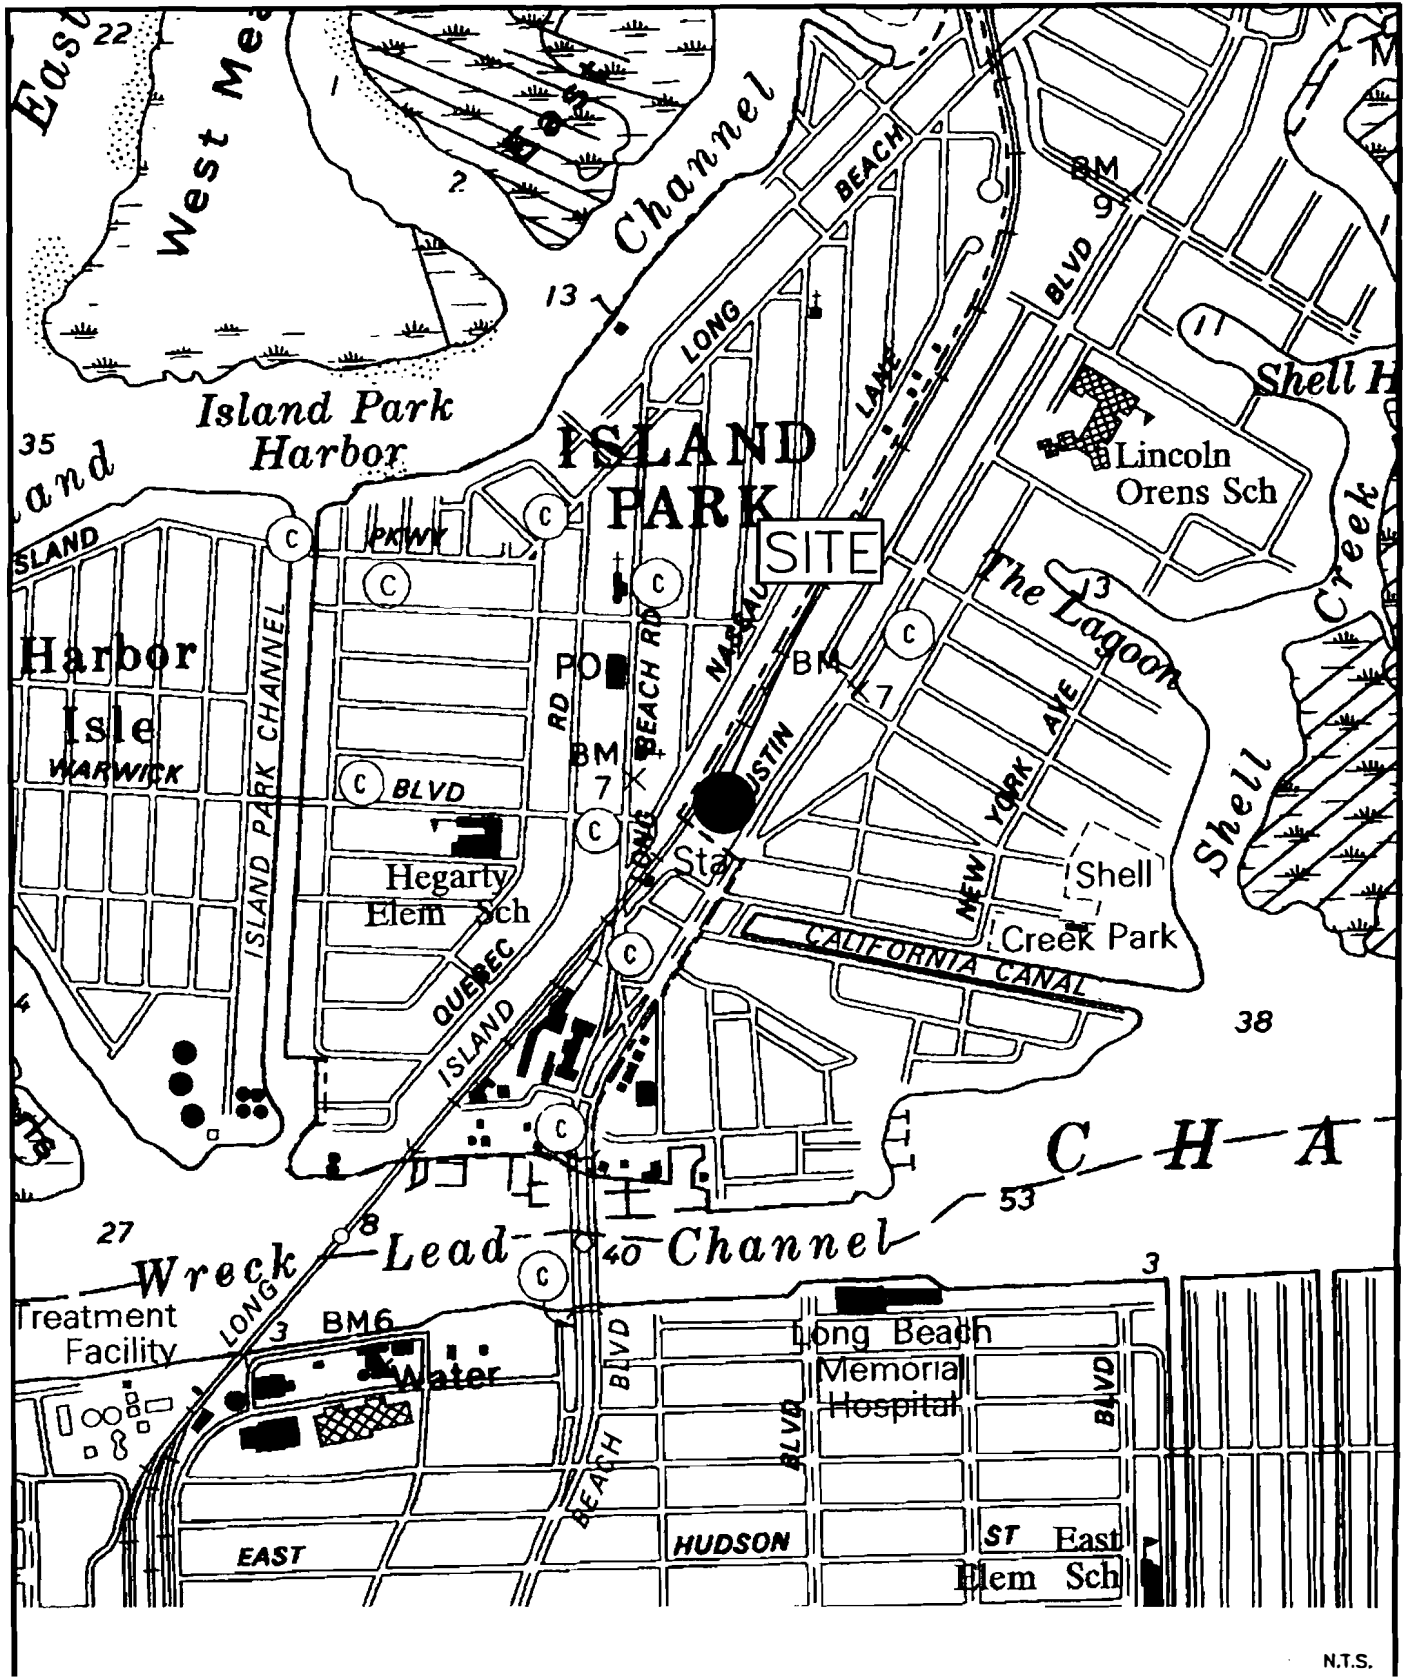 East
22
West Mea
1
East
2
Channel
13
BEACH
BM
9
BLVD
LONG
LANE
11
Shell H
Island Park
Harbor
35
ISLAND
PARK
Lincoln
Orens Sch
land
ISLAND
PKWY
C
C
C
C
SITE
Creek
The Lagoon
13
NASSAU
C
Harbor
Isle
WARWICK
ISLAND PARK CHANNEL
PO
BEACH RD
RD
BM
7
BM
7
AUSTIN
NEW YORK AVE
Shell
C
BLVD
C
LONG
Sta
Hegarty
Elem Sch
Shell
Creek Park
CALIFORNIA CANAL
QUEBEC
C
ISLAND
38
C
C H A
53
27
8
Wreck Lead Channel
40
C
3
Treatment
Facility
LONG
3
BM6
Water
BEACH BLVD
Long Beach
Memorial
Hospital
BLVD
BLVD
EAST
HUDSON
ST
East
Elem Sch
N.T.S.